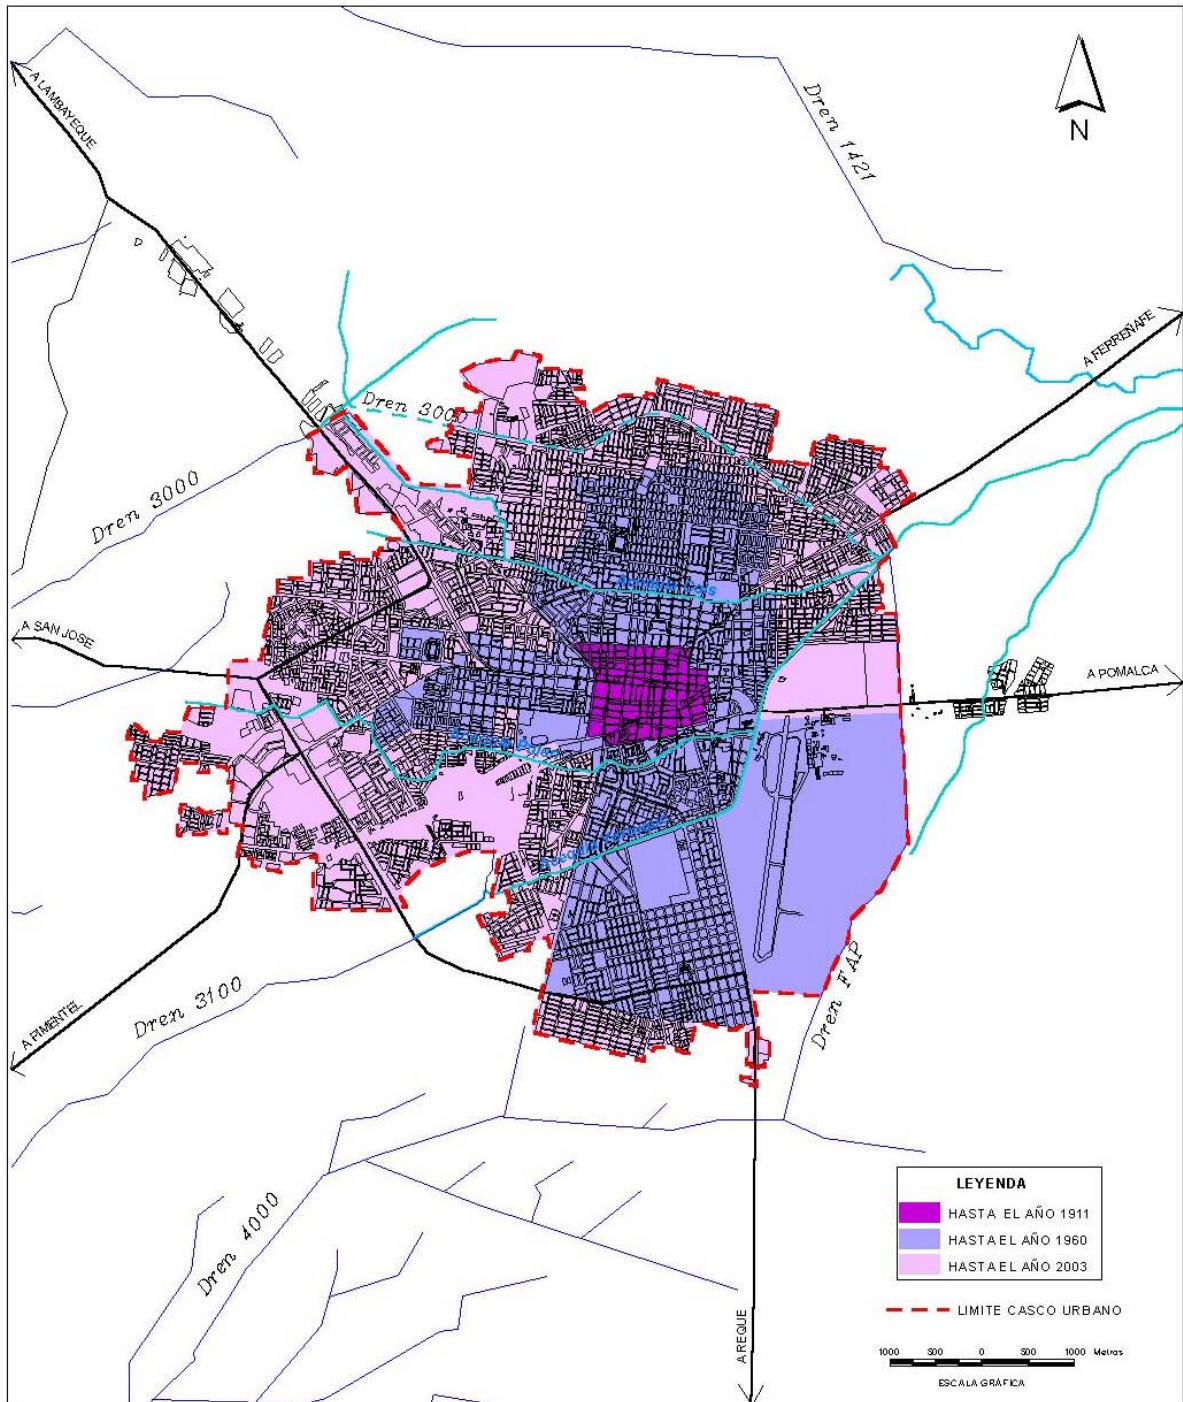 A LAMBAYEQUE
Dren 1421
N
A FERREÑAFE
Dren 300
Dren 3000
A SAN JOSE
A POMALCA
Dren 3100
A PIMENTEL
Dren FAP
Dren 4000
A REQUE
LEYENDA
HASTA EL AÑO 1911
HASTA EL AÑO 1960
HASTA EL AÑO 2003
LIMITE CASCO URBANO
1000 500 0 500 1000 Metros
ESCALA GRÁFICA